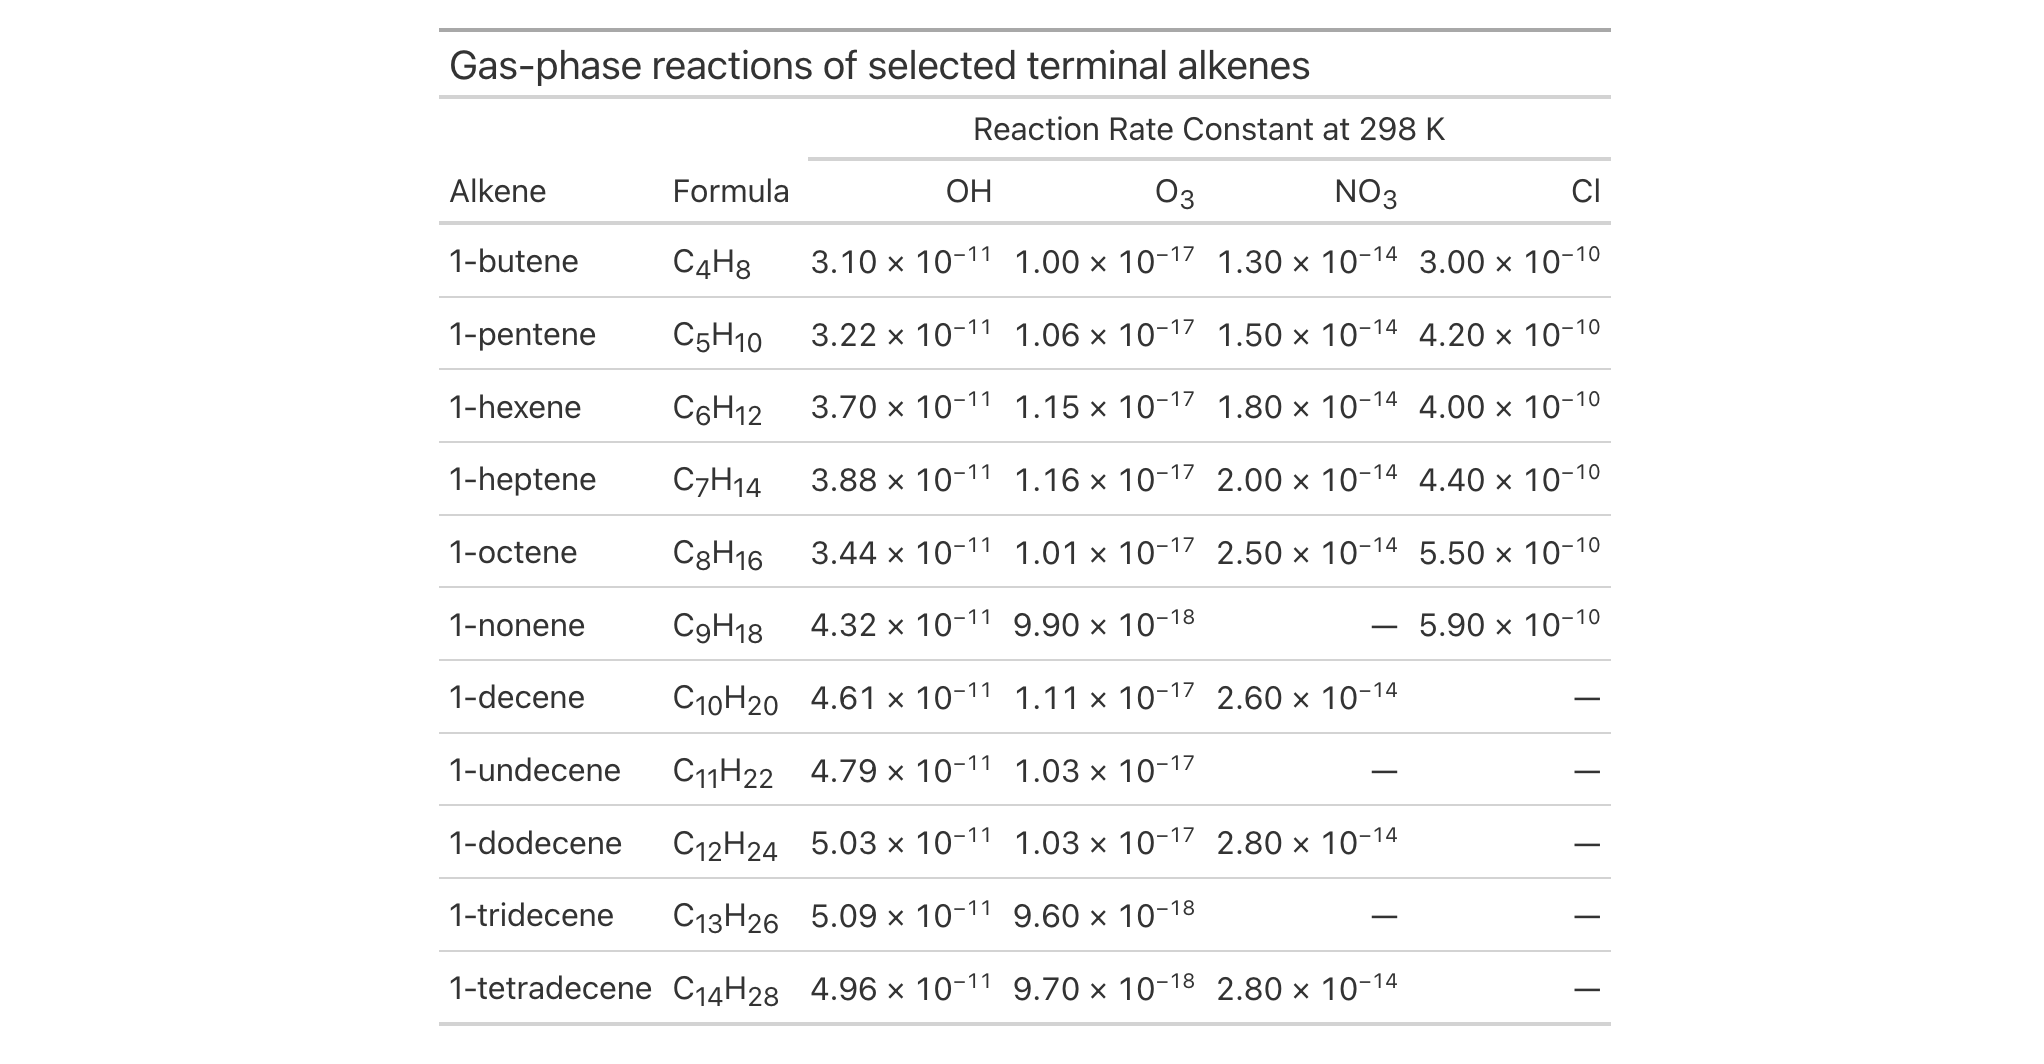 Gas-phase reactions of selected terminal alkenes
Reaction Rate Constant at 298 K
Alkene Formula OH O₃ NO₃ Cl
1-butene C₄H₈ 3.10 × 10⁻¹¹ 1.00 × 10⁻¹⁷ 1.30 × 10⁻¹⁴ 3.00 × 10⁻¹⁰
1-pentene C₅H₁₀ 3.22 × 10⁻¹¹ 1.06 × 10⁻¹⁷ 1.50 × 10⁻¹⁴ 4.20 × 10⁻¹⁰
1-hexene C₆H₁₂ 3.70 × 10⁻¹¹ 1.15 × 10⁻¹⁷ 1.80 × 10⁻¹⁴ 4.00 × 10⁻¹⁰
1-heptene C₇H₁₄ 3.88 × 10⁻¹¹ 1.16 × 10⁻¹⁷ 2.00 × 10⁻¹⁴ 4.40 × 10⁻¹⁰
1-octene C₈H₁₆ 3.44 × 10⁻¹¹ 1.01 × 10⁻¹⁷ 2.50 × 10⁻¹⁴ 5.50 × 10⁻¹⁰
1-nonene C₉H₁₈ 4.32 × 10⁻¹¹ 9.90 × 10⁻¹⁸ — 5.90 × 10⁻¹⁰
1-decene C₁₀H₂₀ 4.61 × 10⁻¹¹ 1.11 × 10⁻¹⁷ 2.60 × 10⁻¹⁴ —
1-undecene C₁₁H₂₂ 4.79 × 10⁻¹¹ 1.03 × 10⁻¹⁷ — —
1-dodecene C₁₂H₂₄ 5.03 × 10⁻¹¹ 1.03 × 10⁻¹⁷ 2.80 × 10⁻¹⁴ —
1-tridecene C₁₃H₂₆ 5.09 × 10⁻¹¹ 9.60 × 10⁻¹⁸ — —
1-tetradecene C₁₄H₂₈ 4.96 × 10⁻¹¹ 9.70 × 10⁻¹⁸ 2.80 × 10⁻¹⁴ —